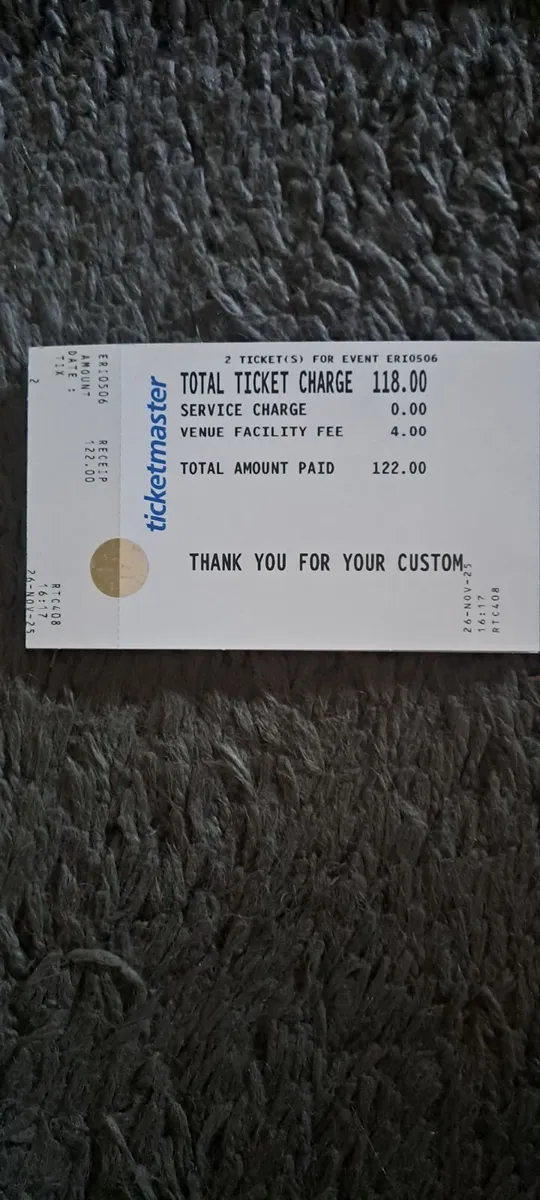 2 TICKET(S) FOR EVENT ERI0506
TOTAL TICKET CHARGE 118.00
SERVICE CHARGE 0.00
VENUE FACILITY FEE 4.00
TOTAL AMOUNT PAID 122.00
THANK YOU FOR YOUR CUSTOM
26-NOV-25
16:17
RTC408
ticketmaster
ERI0506 RECEIP
AMOUNT 122.00
DATE :
TIX 2
RTC408
16:17
26-NOV-25